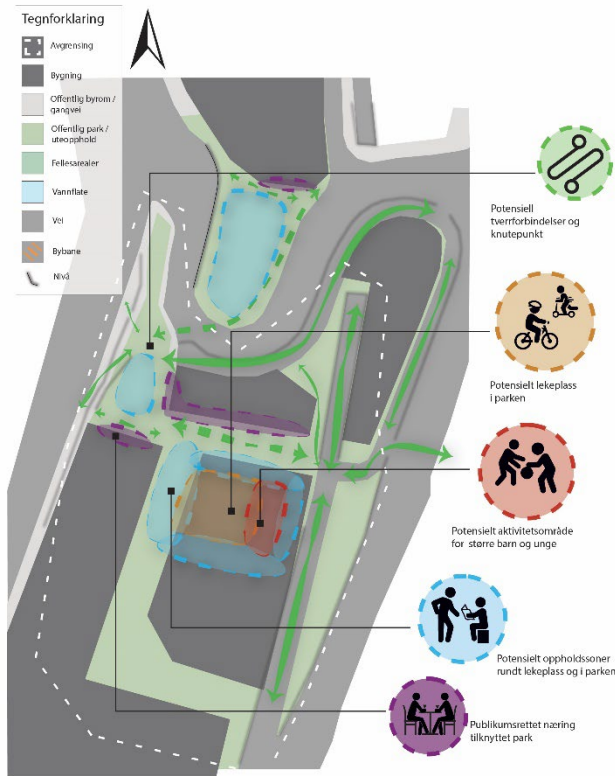 Tegnforklaring
Avgrensing
Bygning
Offentlig byrom /
gangvei
Offentlig park /
uteopphold
Fellesarealer
Vannflate
Vei
Bybane
Nivå
Potensiell
tverrforbindelser og
knutepunkt
Potensielt lekeplass
i parken
Potensielt aktivitetsområde
for større barn og unge
Potensielt oppholdssoner
rundt lekeplass og i parken
Publikumsrettet næring
tilknyttet park